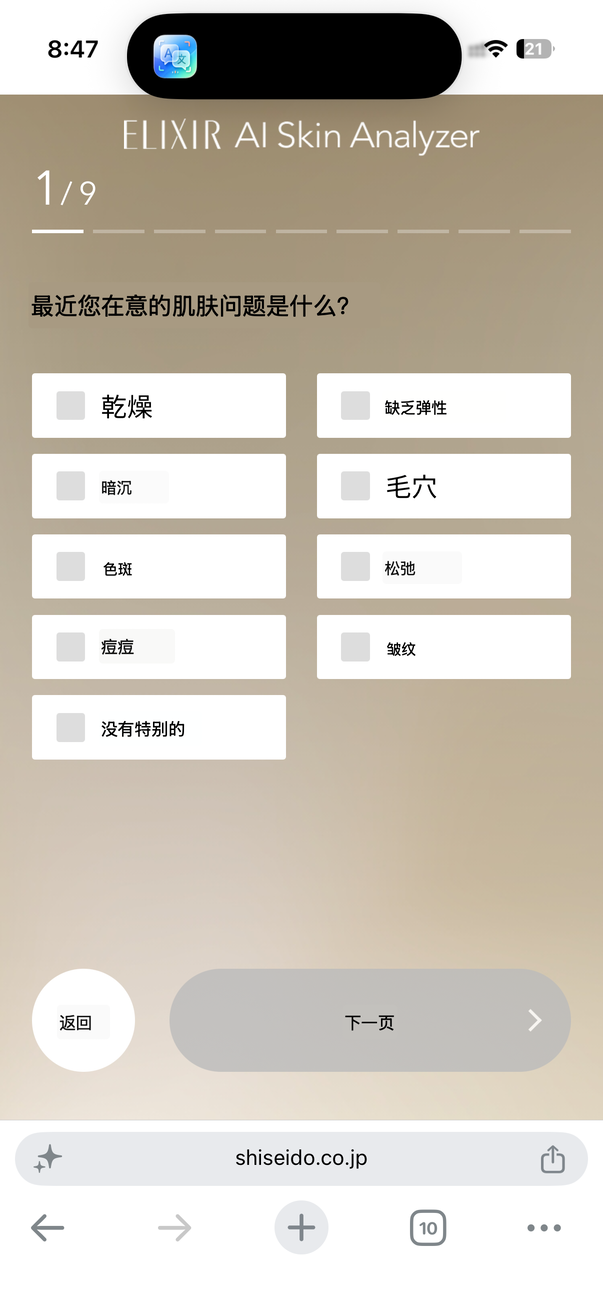 8:47
21
ELIXIR AI Skin Analyzer
1/9
最近您在意的肌肤问题是什么?
乾燥
缺乏弹性
暗沉
毛穴
色斑
松弛
痘痘
皱纹
没有特别的
返回
下一页
shiseido.co.jp
10